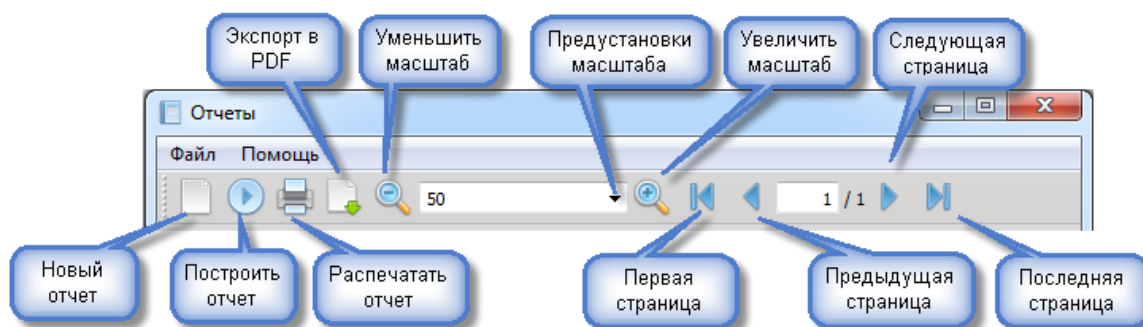 Экспорт в
PDF
Уменьшить
масштаб
Предустановки
масштаба
Увеличить
масштаб
Следующая
страница
Отчеты
Файл Помощь
50
1 / 1
Новый
отчет
Построить
отчет
Распечатать
отчет
Первая
страница
Предыдущая
страница
Последняя
страница